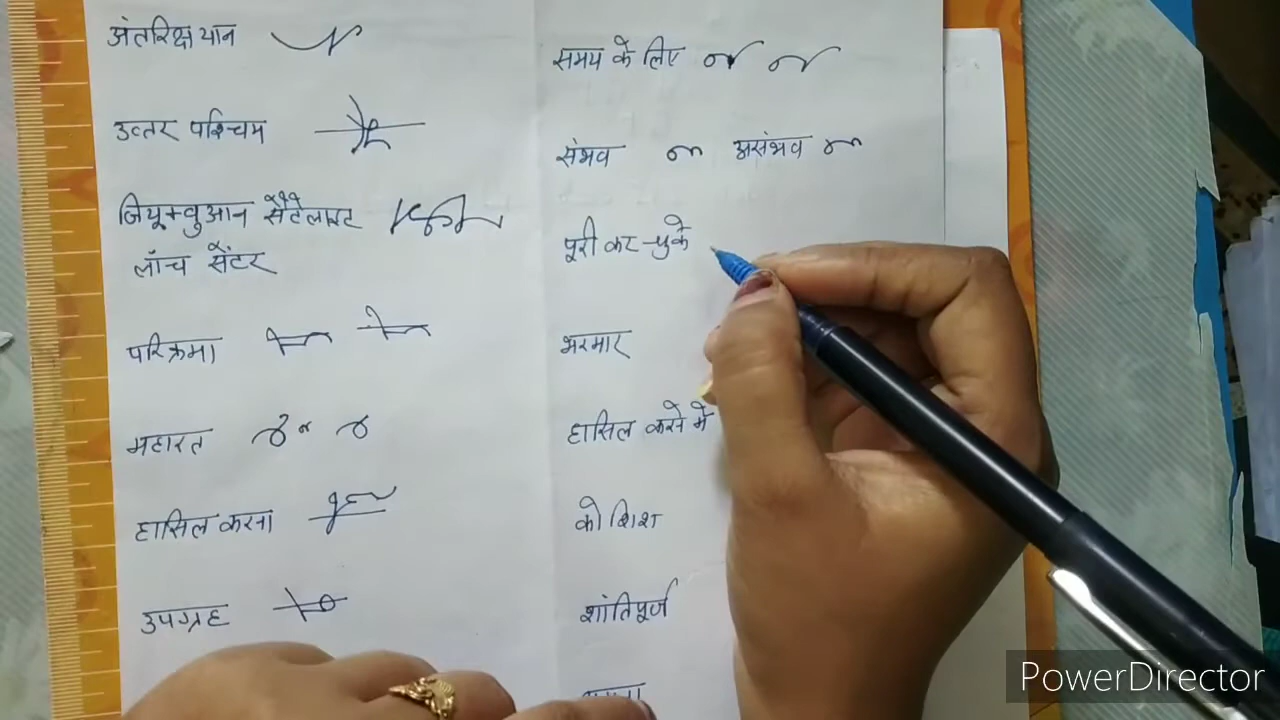 अंतरिक्ष यान
उत्तर पश्चिम
जियूक्वुआन सैटेलाइट
लॉंच सेंटर
परिक्रमा
महारत
हासिल करना
उपग्रह
समय के लिए
संभव असंभव
पूरी कर चुके
भरमार
हासिल करने में
कोशिश
शांतिपूर्ण
PowerDirector